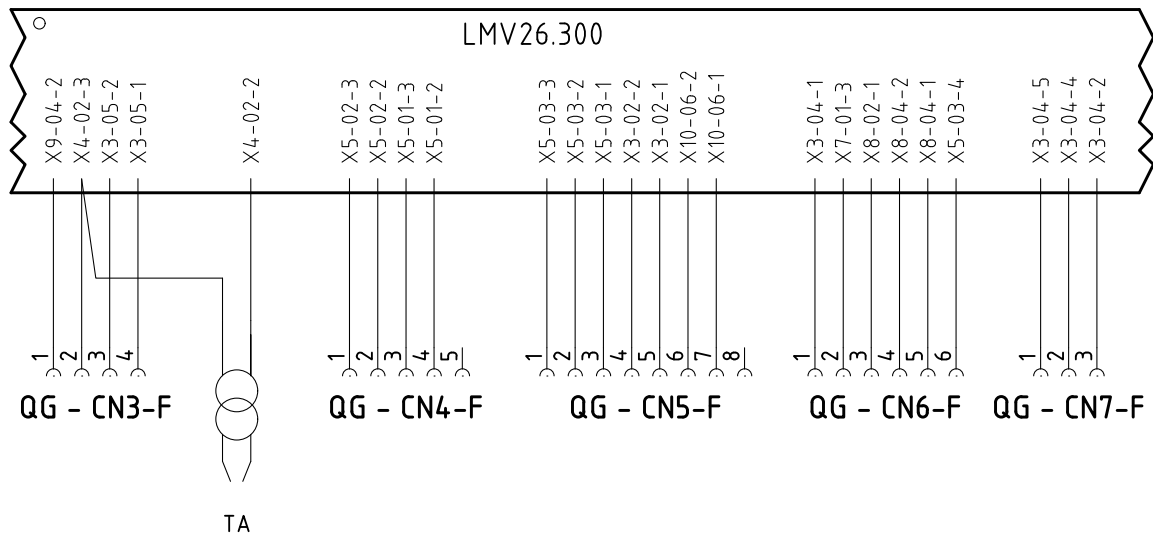 LMV26.300
X9-04-2
X4-02-3
X3-05-2
X3-05-1
X4-02-2
X5-02-3
X5-02-2
X5-01-3
X5-01-2
X5-03-3
X5-03-2
X5-03-1
X3-02-2
X3-02-1
X10-06-2
X10-06-1
X3-04-1
X7-01-3
X8-02-1
X8-04-2
X8-04-1
X5-03-4
X3-04-5
X3-04-4
X3-04-2
1 2 3 4
1 2 3 4 5
1 2 3 4 5 6 7 8
1 2 3 4 5 6
1 2 3
QG - CN3-F
QG - CN4-F
QG - CN5-F
QG - CN6-F
QG - CN7-F
TA